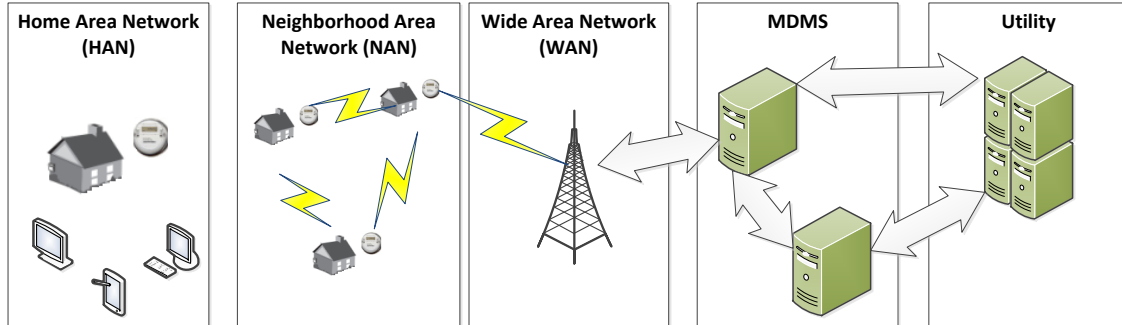 Home Area Network
(HAN)
Neighborhood Area
Network (NAN)
Wide Area Network
(WAN)
MDMS
Utility